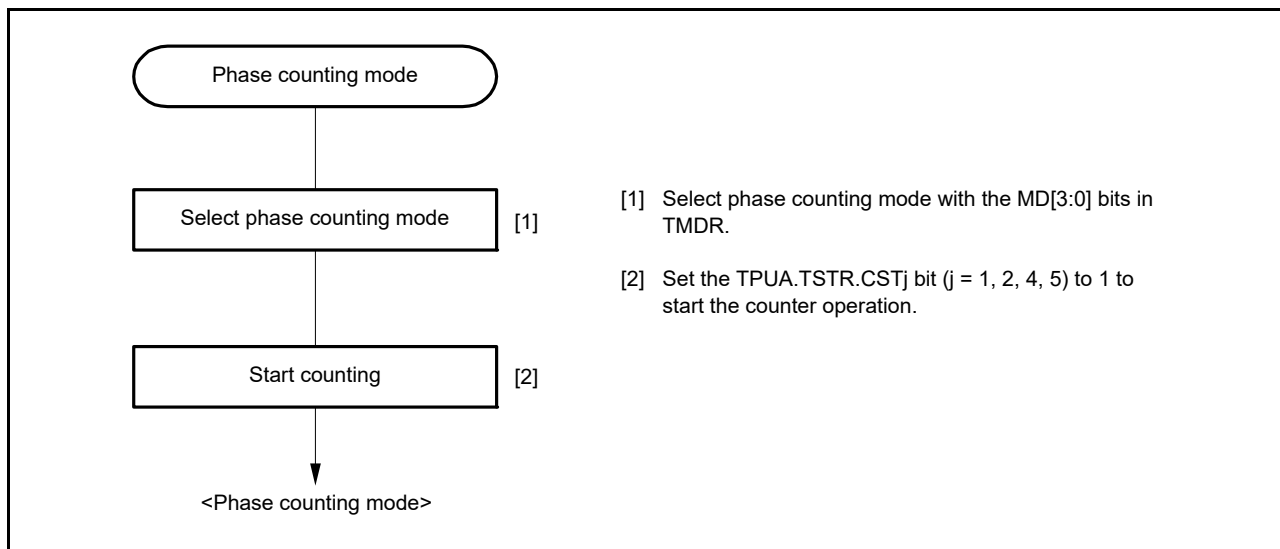 Phase counting mode
Select phase counting mode [1]
[1] Select phase counting mode with the MD[3:0] bits in
TMDR.
[2] Set the TPUA.TSTR.CSTj bit (j = 1, 2, 4, 5) to 1 to
start the counter operation.
Start counting [2]
<Phase counting mode>